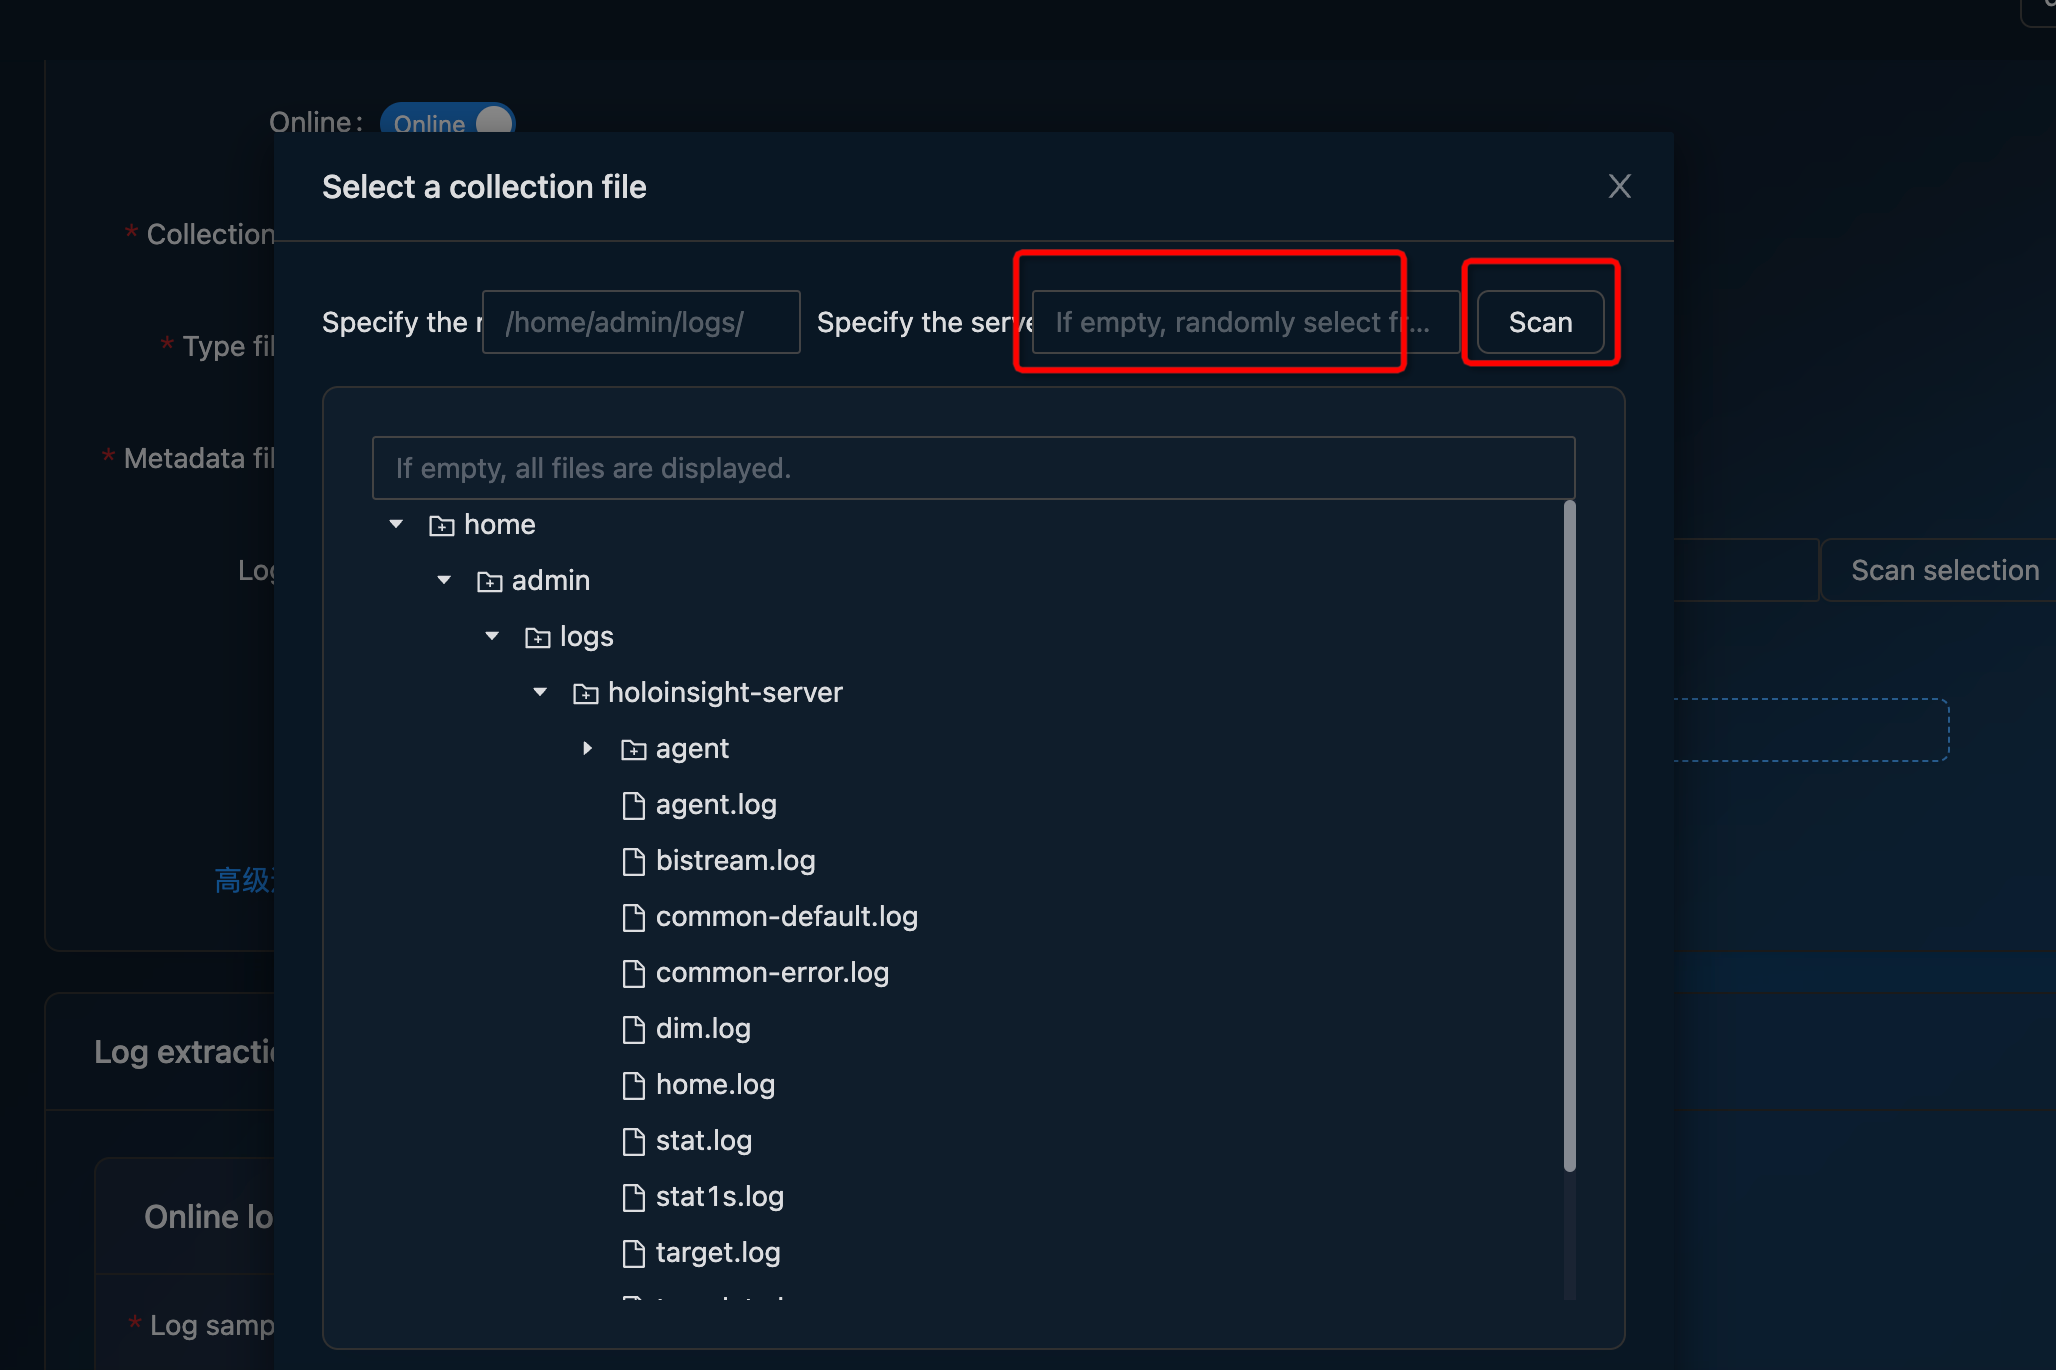 Online:
Online
Select a collection file
* Collection
Specify the
/home/admin/logs/
Specify the serve
If empty, randomly select fr...
Scan
* Type fil
If empty, all files are displayed.
* Metadata fil
home
admin
Log
Scan selection
logs
holoinsight-server
agent
agent.log
bistream.log
高级
common-default.log
common-error.log
dim.log
Log extractio
home.log
stat.log
stat1s.log
Online lo
target.log
* Log samp